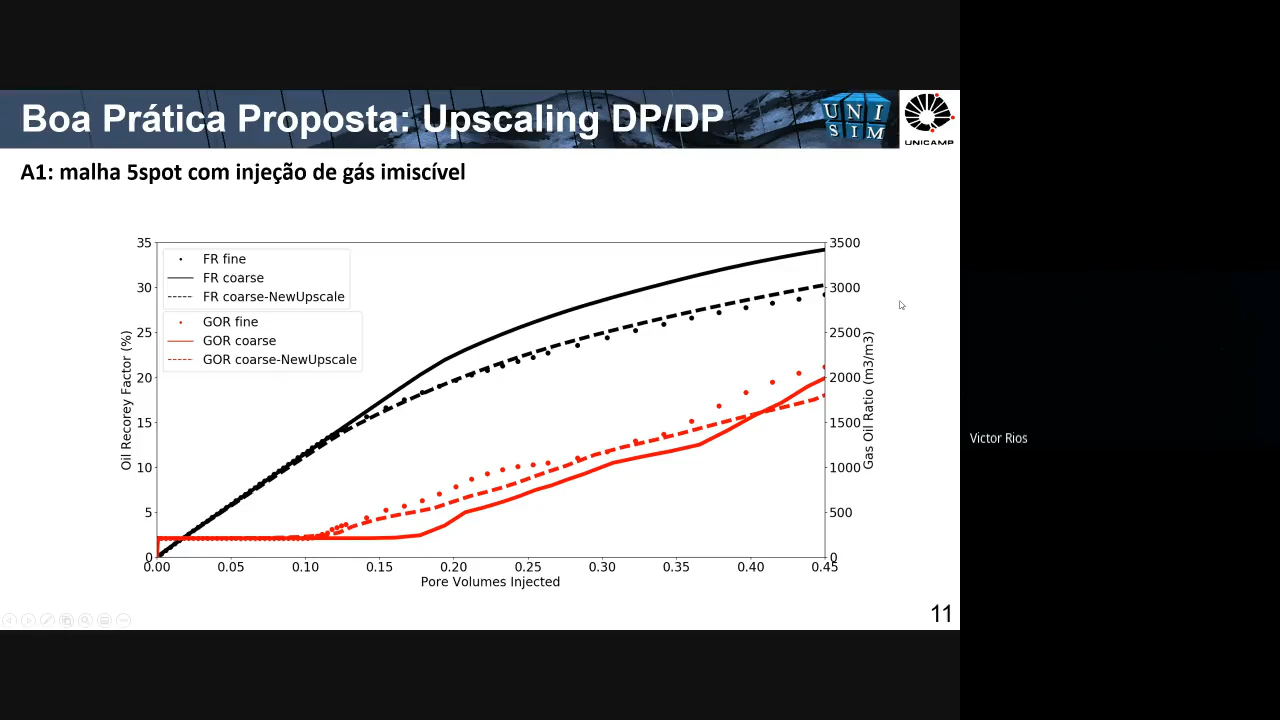 Boa Prática Proposta: Upscaling DP/DP
UNI
SIM
UNICAMP
A1: malha 5spot com injeção de gás imiscível
FR fine
FR coarse
FR coarse-NewUpscale
GOR fine
GOR coarse
GOR coarse-NewUpscale
Oil Recorey Factor (%)
35
30
25
20
15
10
5
0
3500
3000
2500
2000
1500
1000
500
0
Gas Oil Ratio (m3/m3)
0.00 0.05 0.10 0.15 0.20 0.25 0.30 0.35 0.40 0.45
Pore Volumes Injected
11
Victor Rios